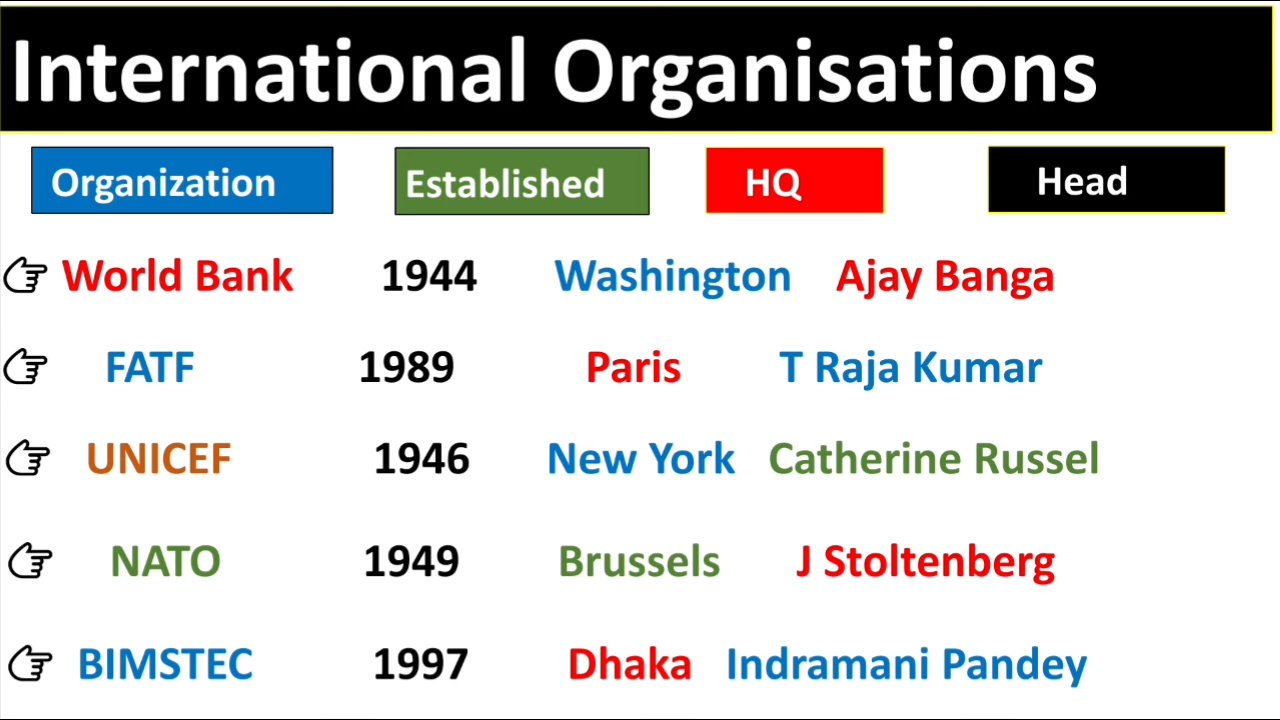 International Organisations
Organization Established HQ Head
World Bank 1944 Washington Ajay Banga
FATF 1989 Paris T Raja Kumar
UNICEF 1946 New York Catherine Russel
NATO 1949 Brussels J Stoltenberg
BIMSTEC 1997 Dhaka Indramani Pandey